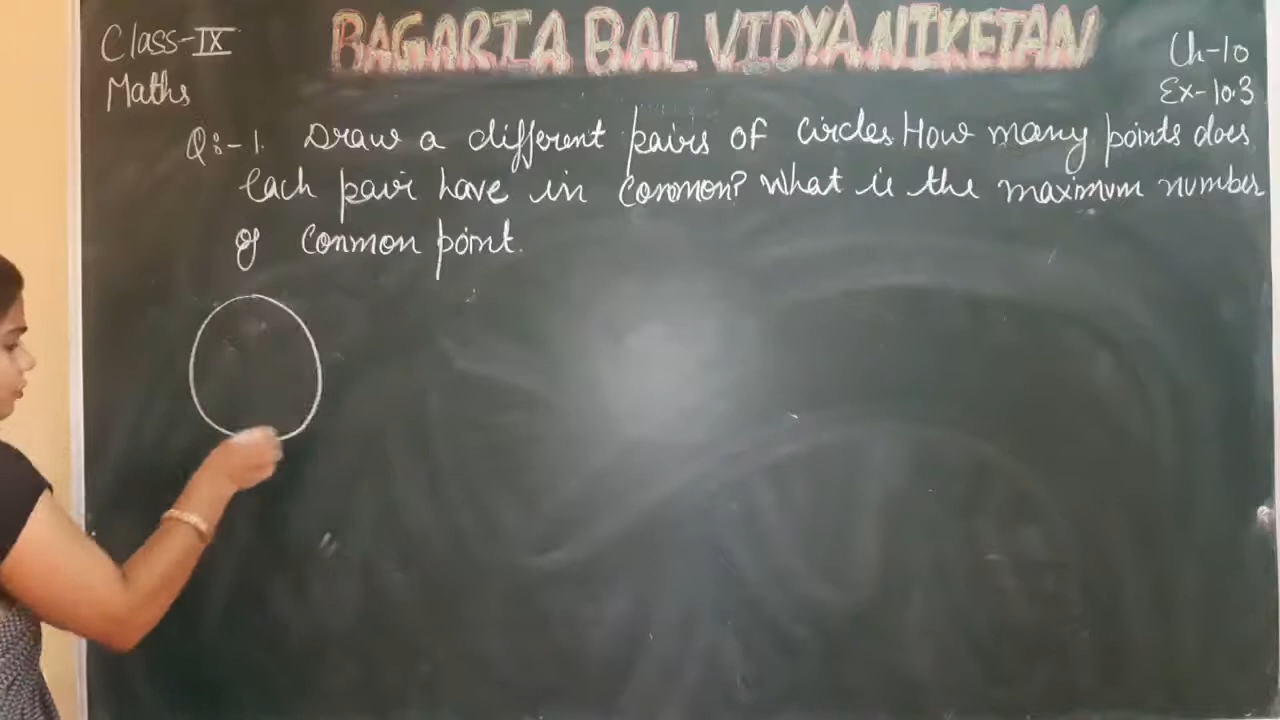 BAGARIA BAL VIDYA NIKETAN
Class-IX
Maths
Ch-10
Ex-10.3
Q:-1. Draw a different pairs of circles. How many points does
each pair have in common? What is the maximum number
of common point.